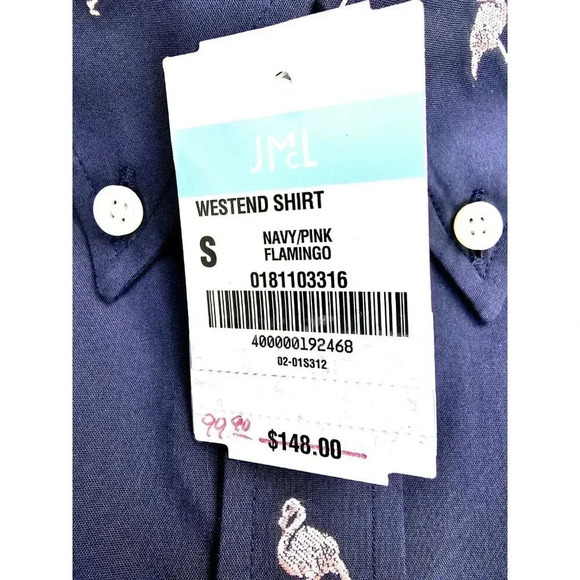 JMCL
WESTEND SHIRT
S
NAVY/PINK
FLAMINGO
0181103316
400000192468
02-01S312
99.90
$148.00